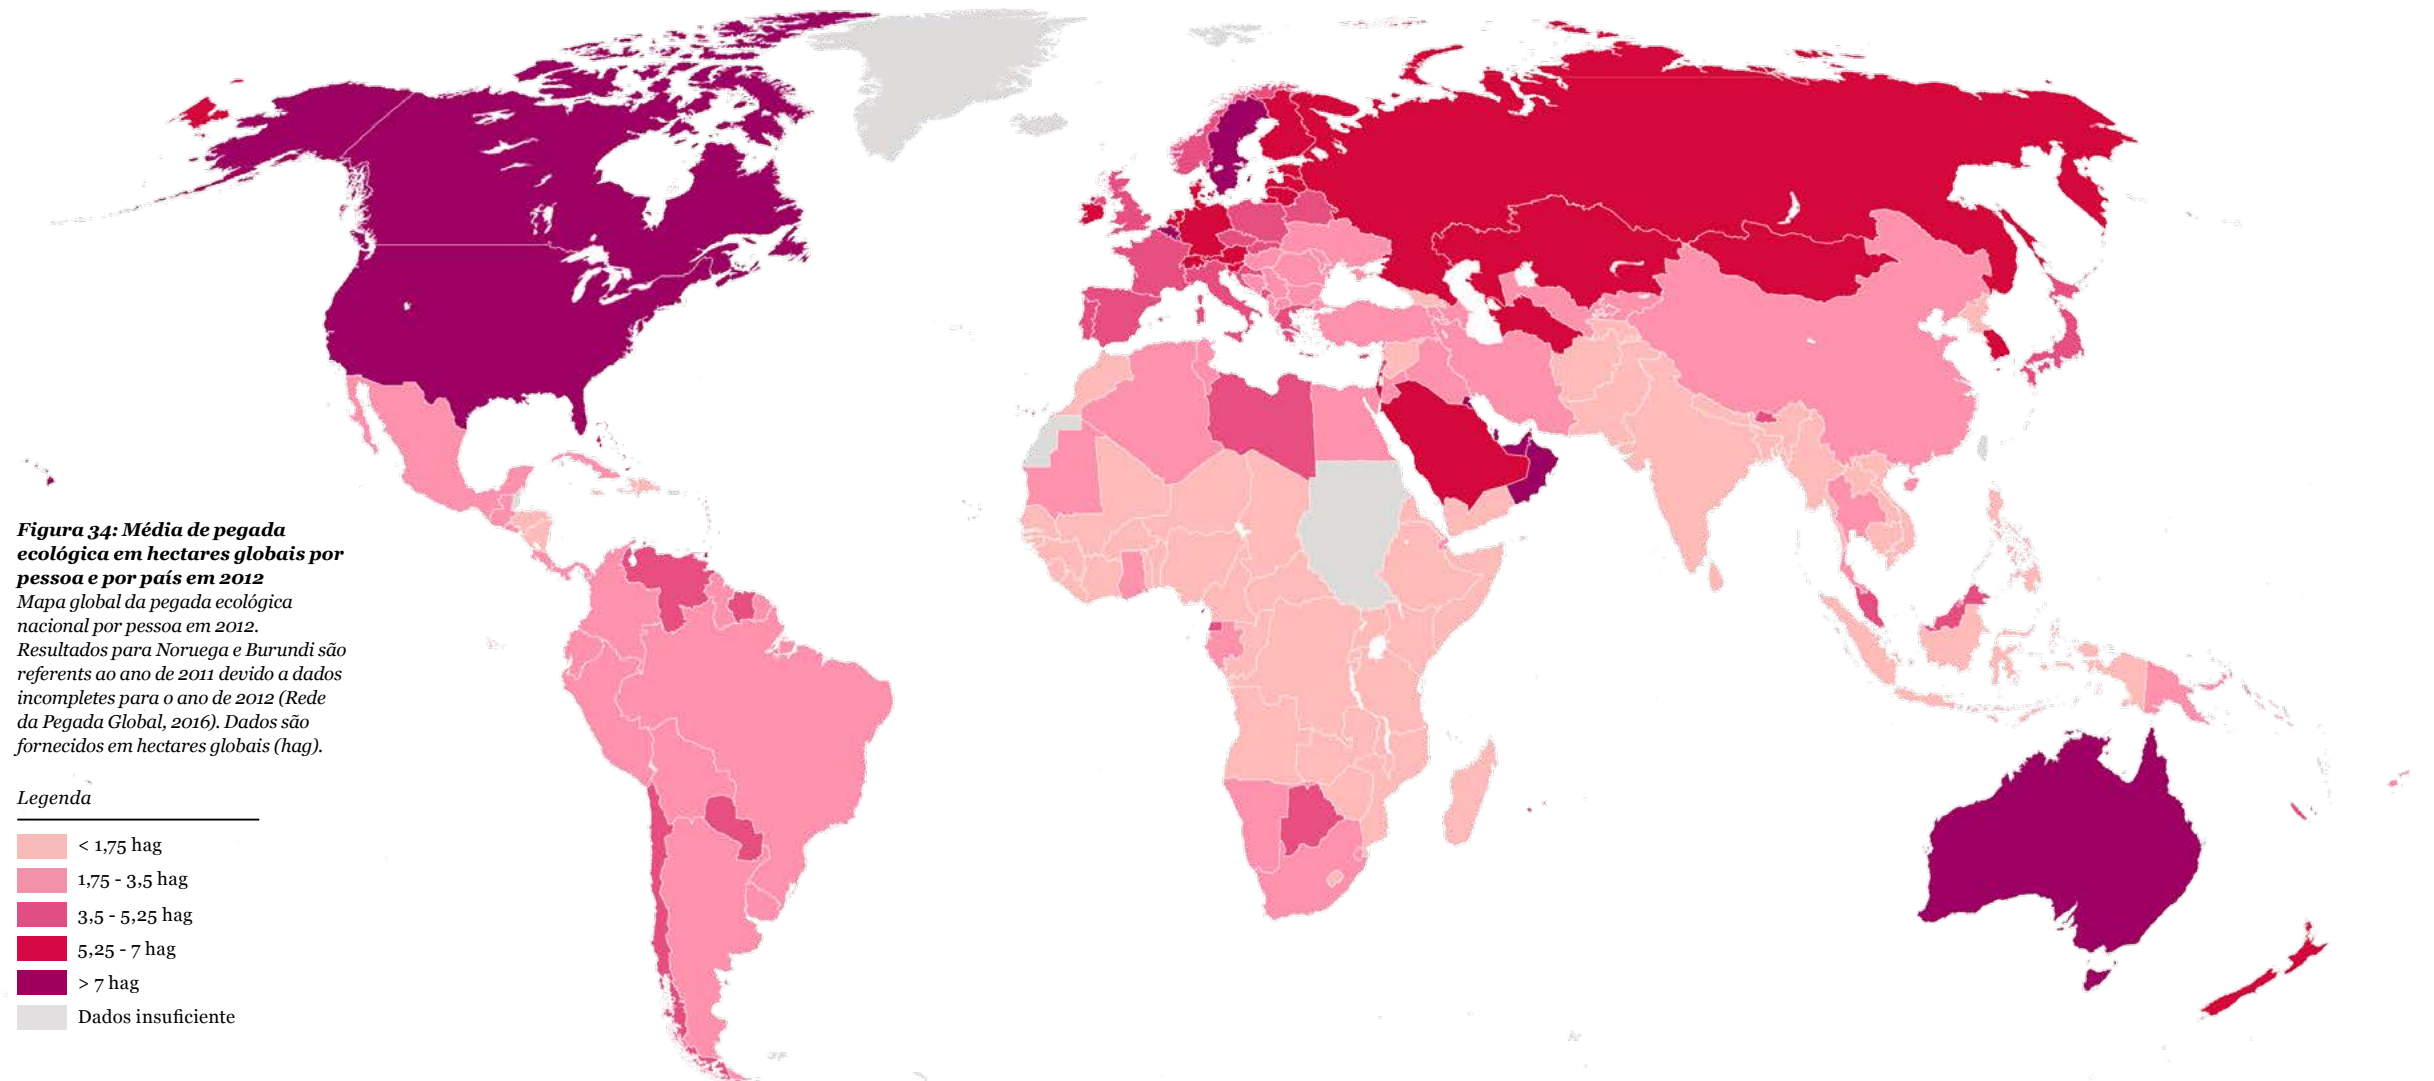 Figura 34: Média de pegada
ecológica em hectares globais por
pessoa e por país em 2012
Mapa global da pegada ecológica
nacional por pessoa em 2012.
Resultados para Noruega e Burundi são
referents ao ano de 2011 devido a dados
incompletes para o ano de 2012 (Rede
da Pegada Global, 2016). Dados são
fornecidos em hectares globais (hag).
Legenda
< 1,75 hag
1,75 - 3,5 hag
3,5 - 5,25 hag
5,25 - 7 hag
> 7 hag
Dados insuficiente